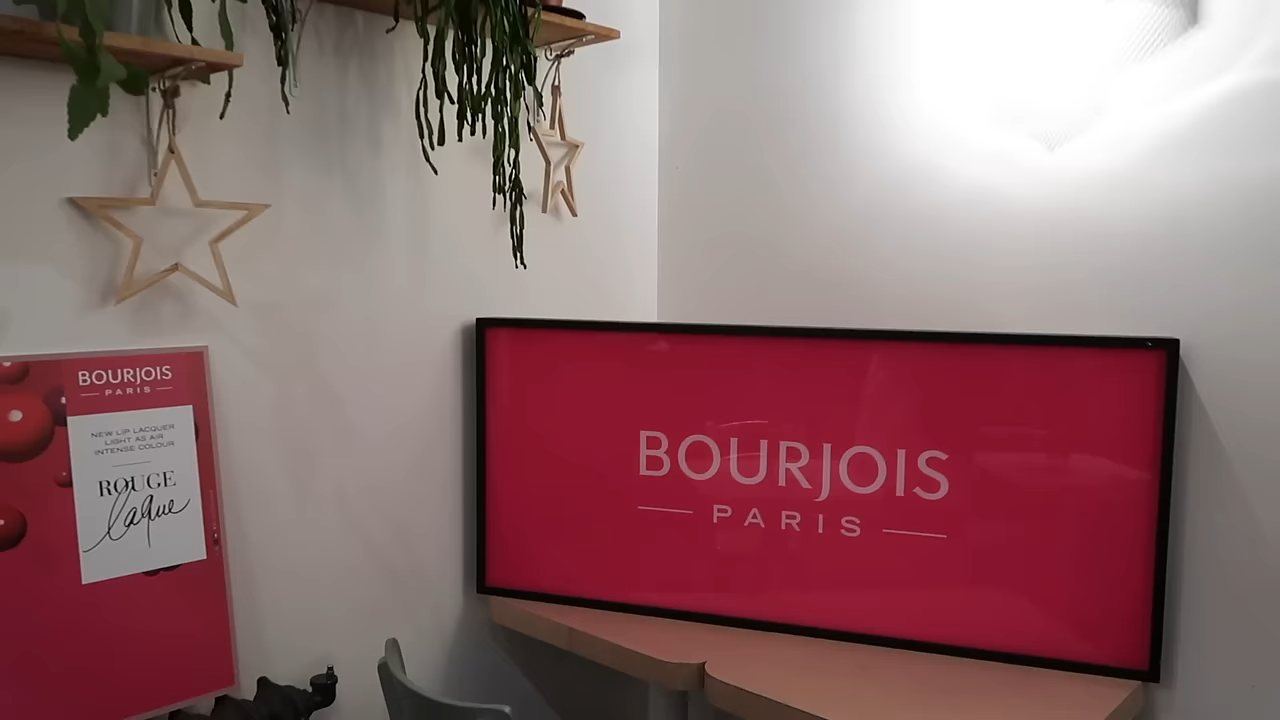 BOURJOIS
PARIS
NEW LIP LACQUER
LIGHT AS AIR
INTENSE COLOUR
ROUGE
laque
BOURJOIS
PARIS